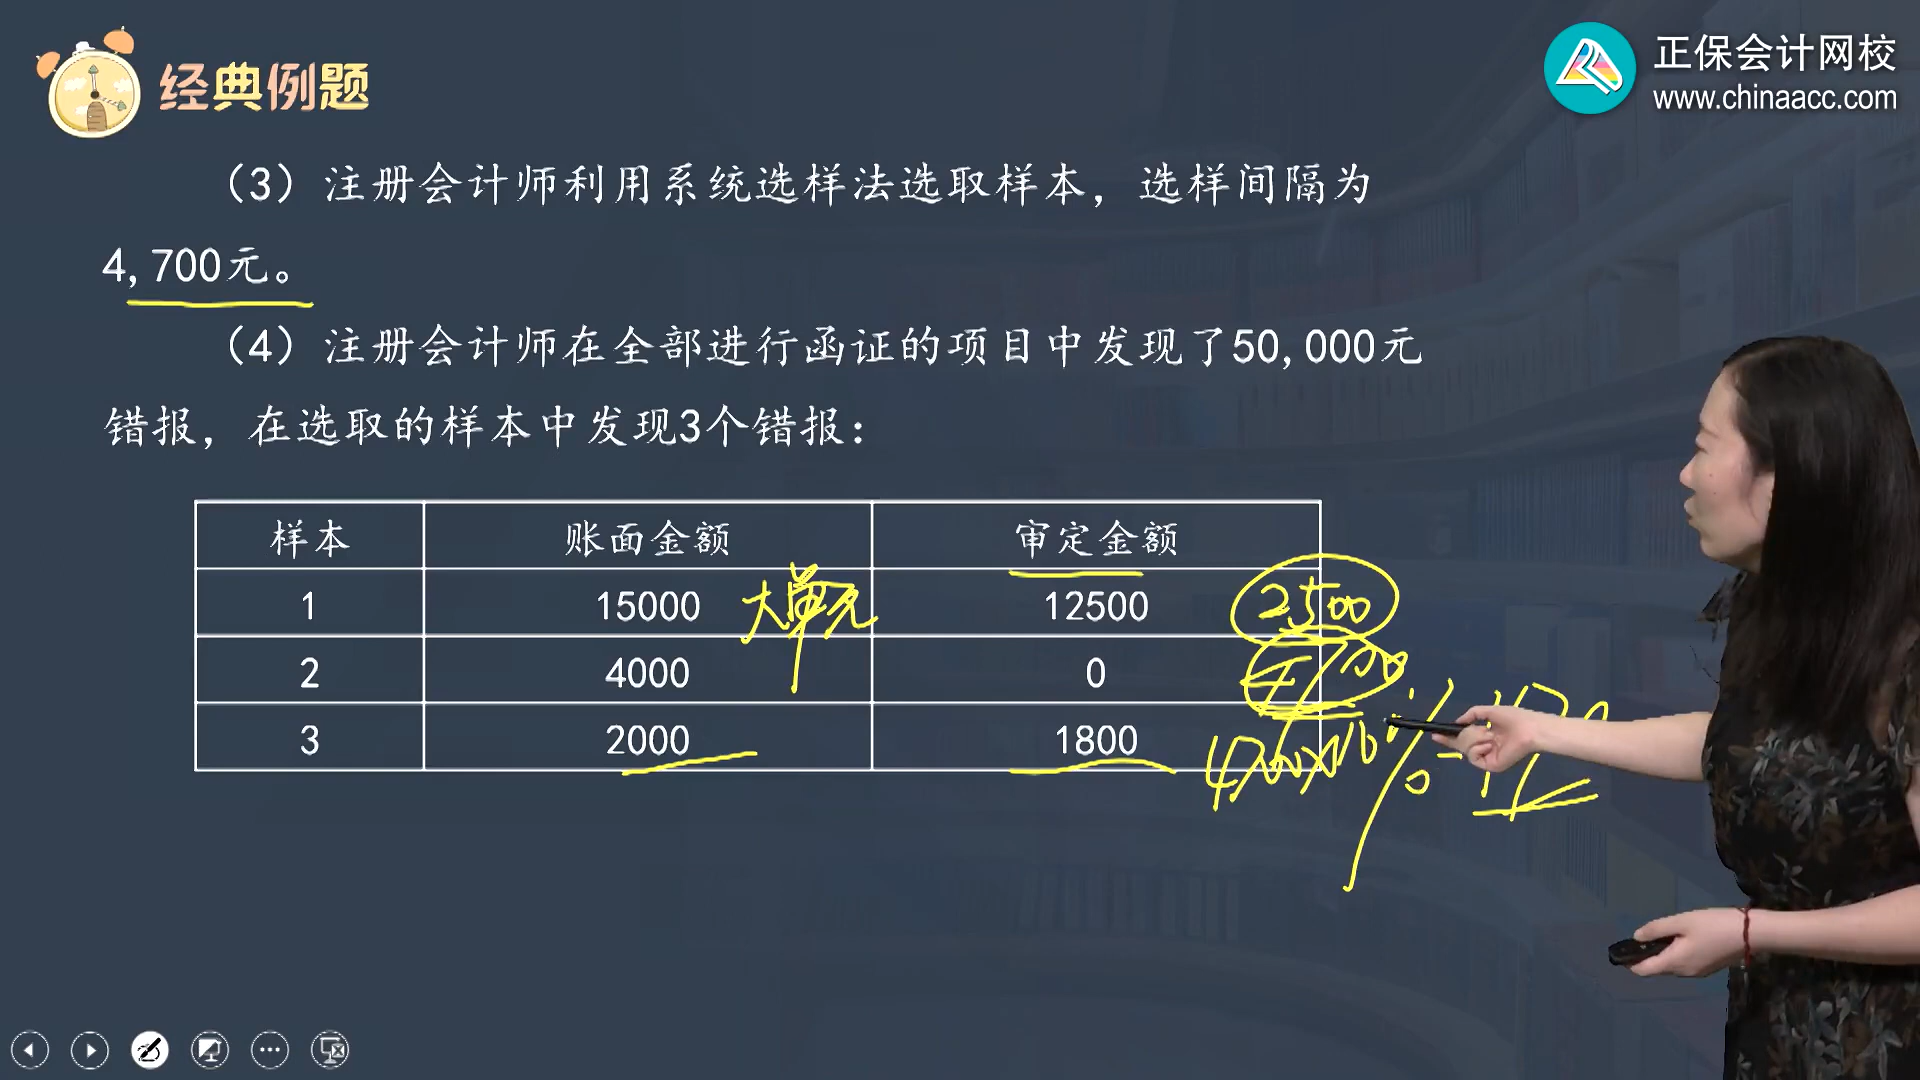 经典例题
正保会计网校
www.chinaacc.com
（3）注册会计师利用系统选样法选取样本，选样间隔为
4,700元。
（4）注册会计师在全部进行函证的项目中发现了50,000元
错报，在选取的样本中发现3个错报：
样本 账面金额 审定金额
1 15000 大单元 12500 2500
2 4000 0 4700
3 2000 1800
4700×10%=470